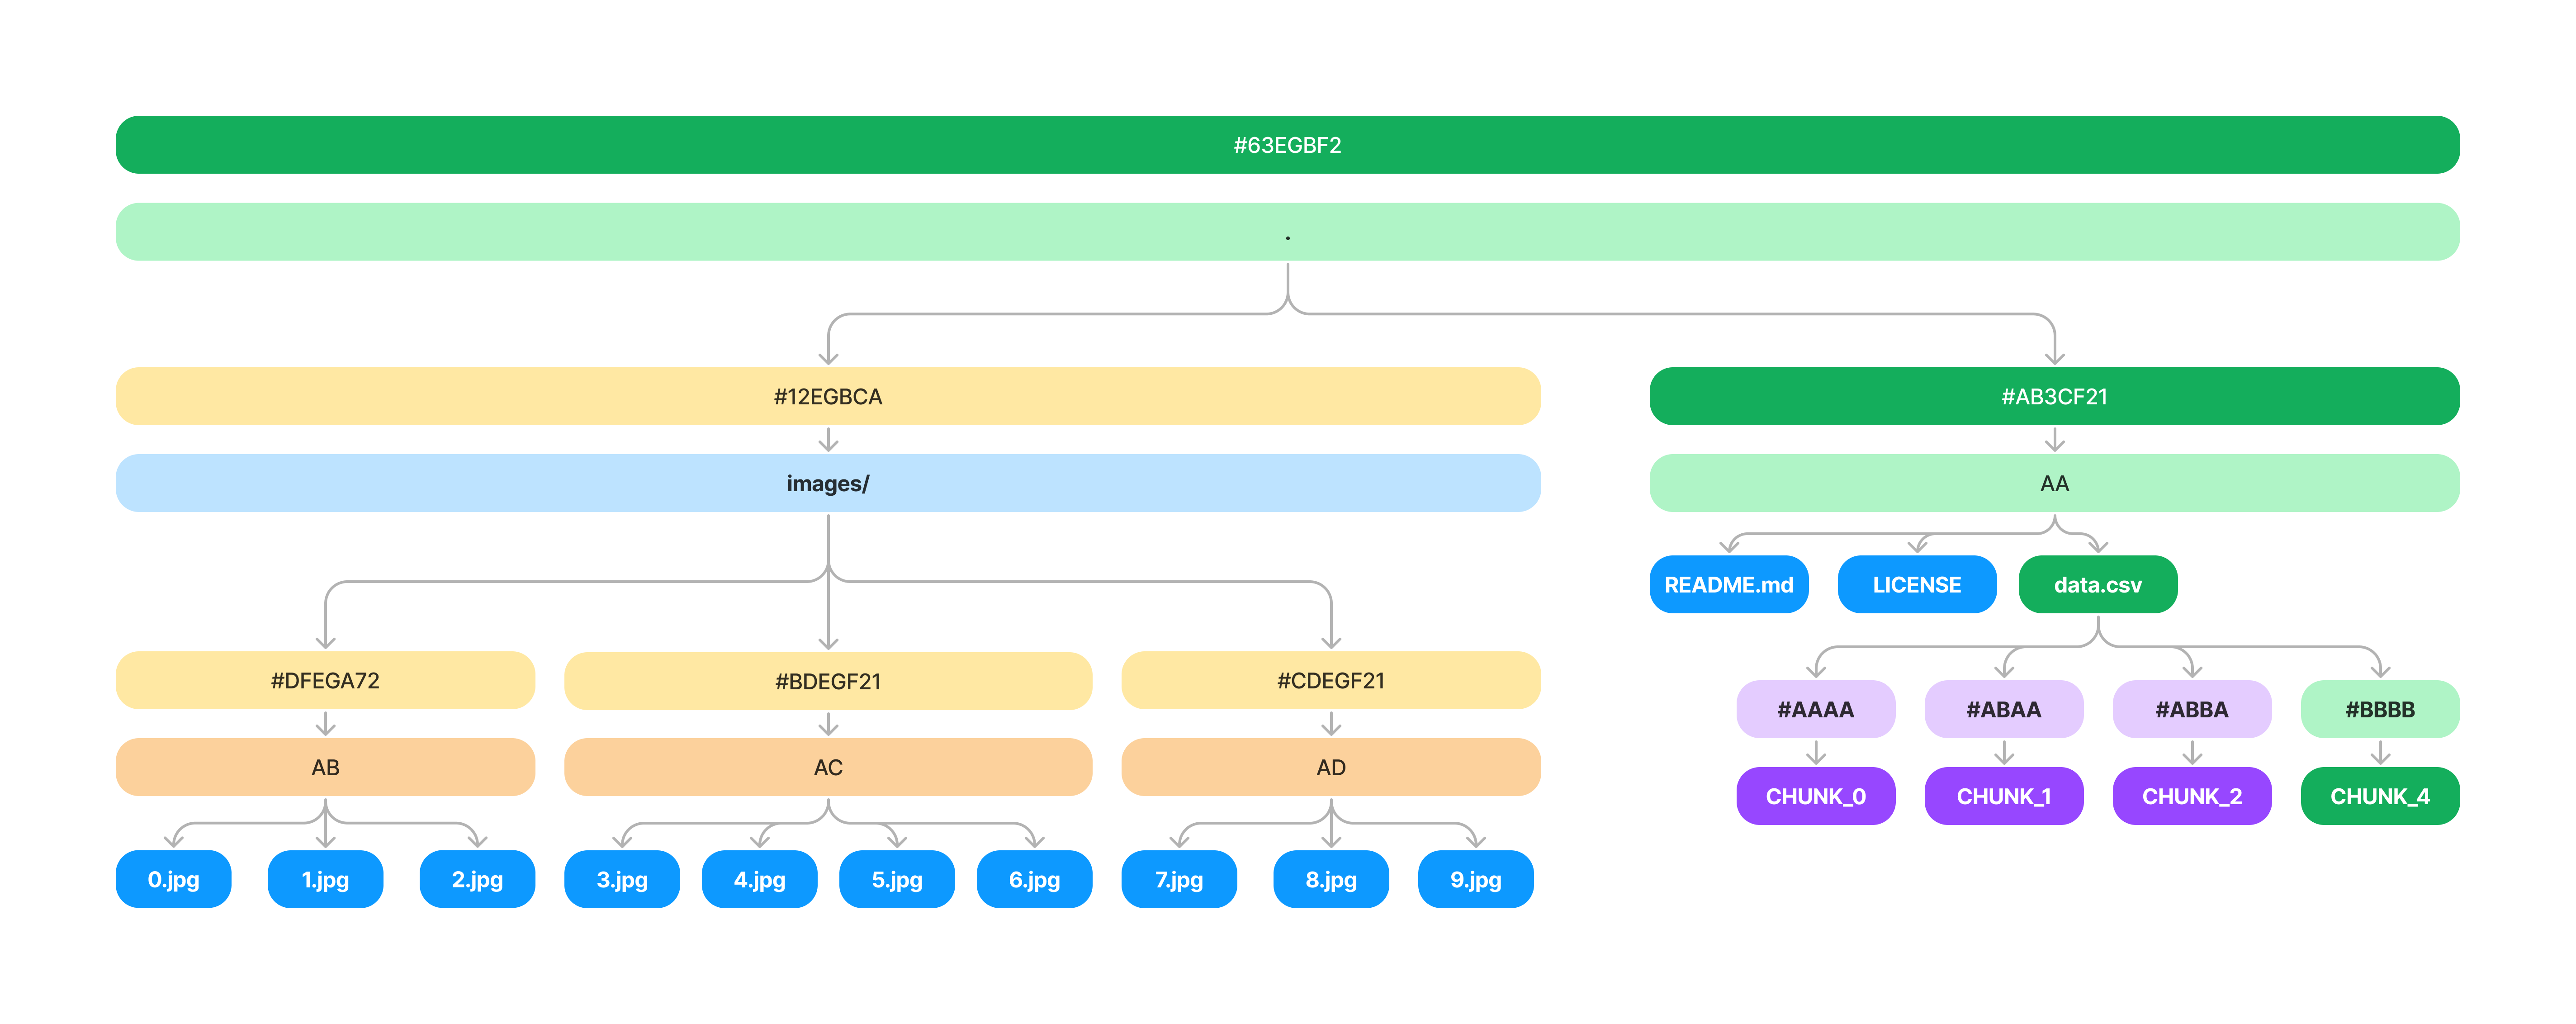 #63EGBF2
.
#12EGBCA
#AB3CF21
images/
AA
README.md
LICENSE
data.csv
#DFEGA72
#BDEGF21
#CDEGF21
#AAAA
#ABAA
#ABBA
#BBBB
AB
AC
AD
CHUNK_0
CHUNK_1
CHUNK_2
CHUNK_4
0.jpg
1.jpg
2.jpg
3.jpg
4.jpg
5.jpg
6.jpg
7.jpg
8.jpg
9.jpg